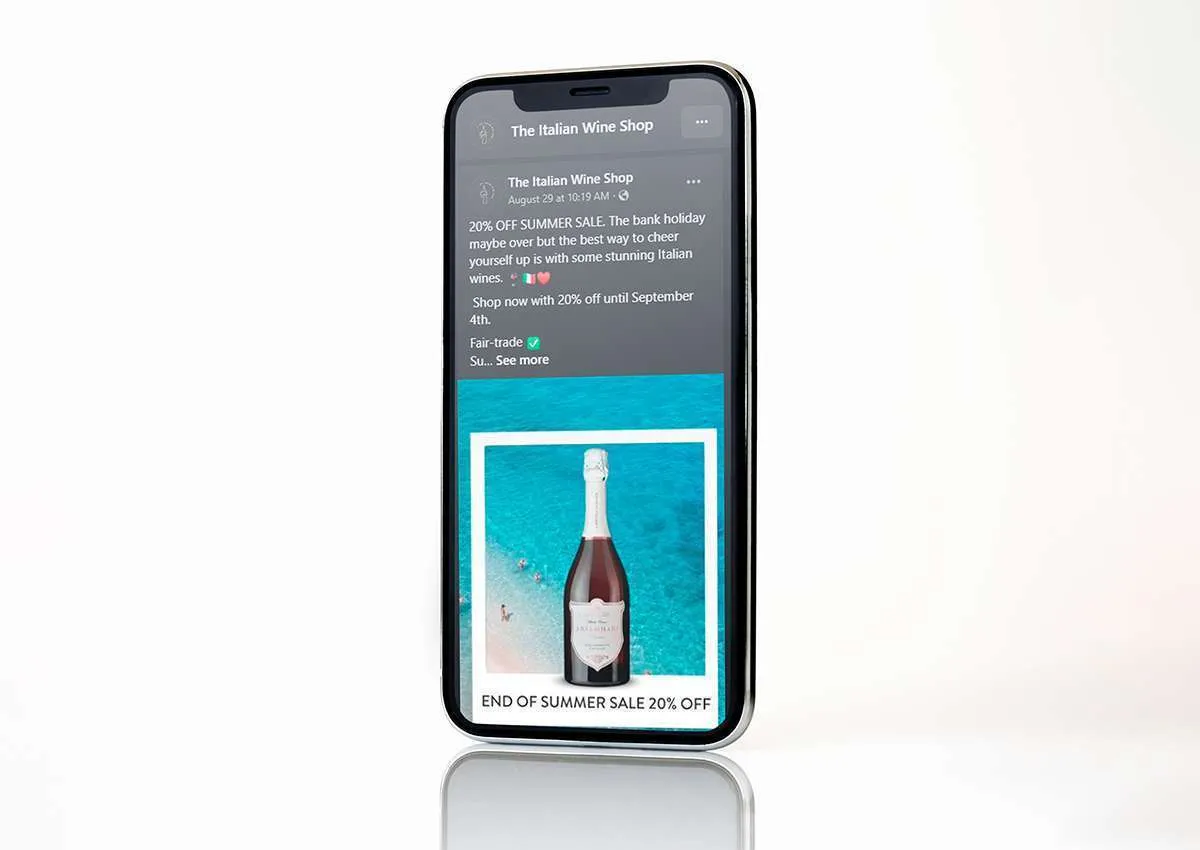 The Italian Wine Shop
The Italian Wine Shop
August 29 at 10:19 AM ·
20% OFF SUMMER SALE. The bank holiday
maybe over but the best way to cheer
yourself up is with some stunning Italian
wines. 🍷🇮🇹❤️
Shop now with 20% off until September
4th.
Fair-trade ✅
Su... See more
END OF SUMMER SALE 20% OFF